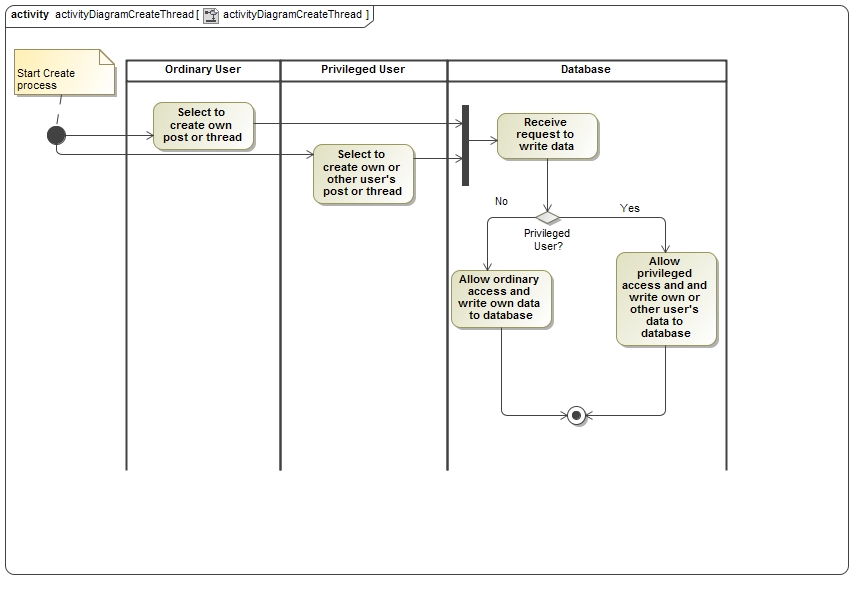 activity activityDiagramCreateThread [ activityDiagramCreateThread ]
Start Create
process
Ordinary User
Privileged User
Database
Select to
create own
post or thread
Select to
create own or
other user's
post or thread
Receive
request to
write data
No
Yes
Privileged
User?
Allow ordinary
access and
write own data
to database
Allow
privileged
access and and
write own or
other user's
data to
database